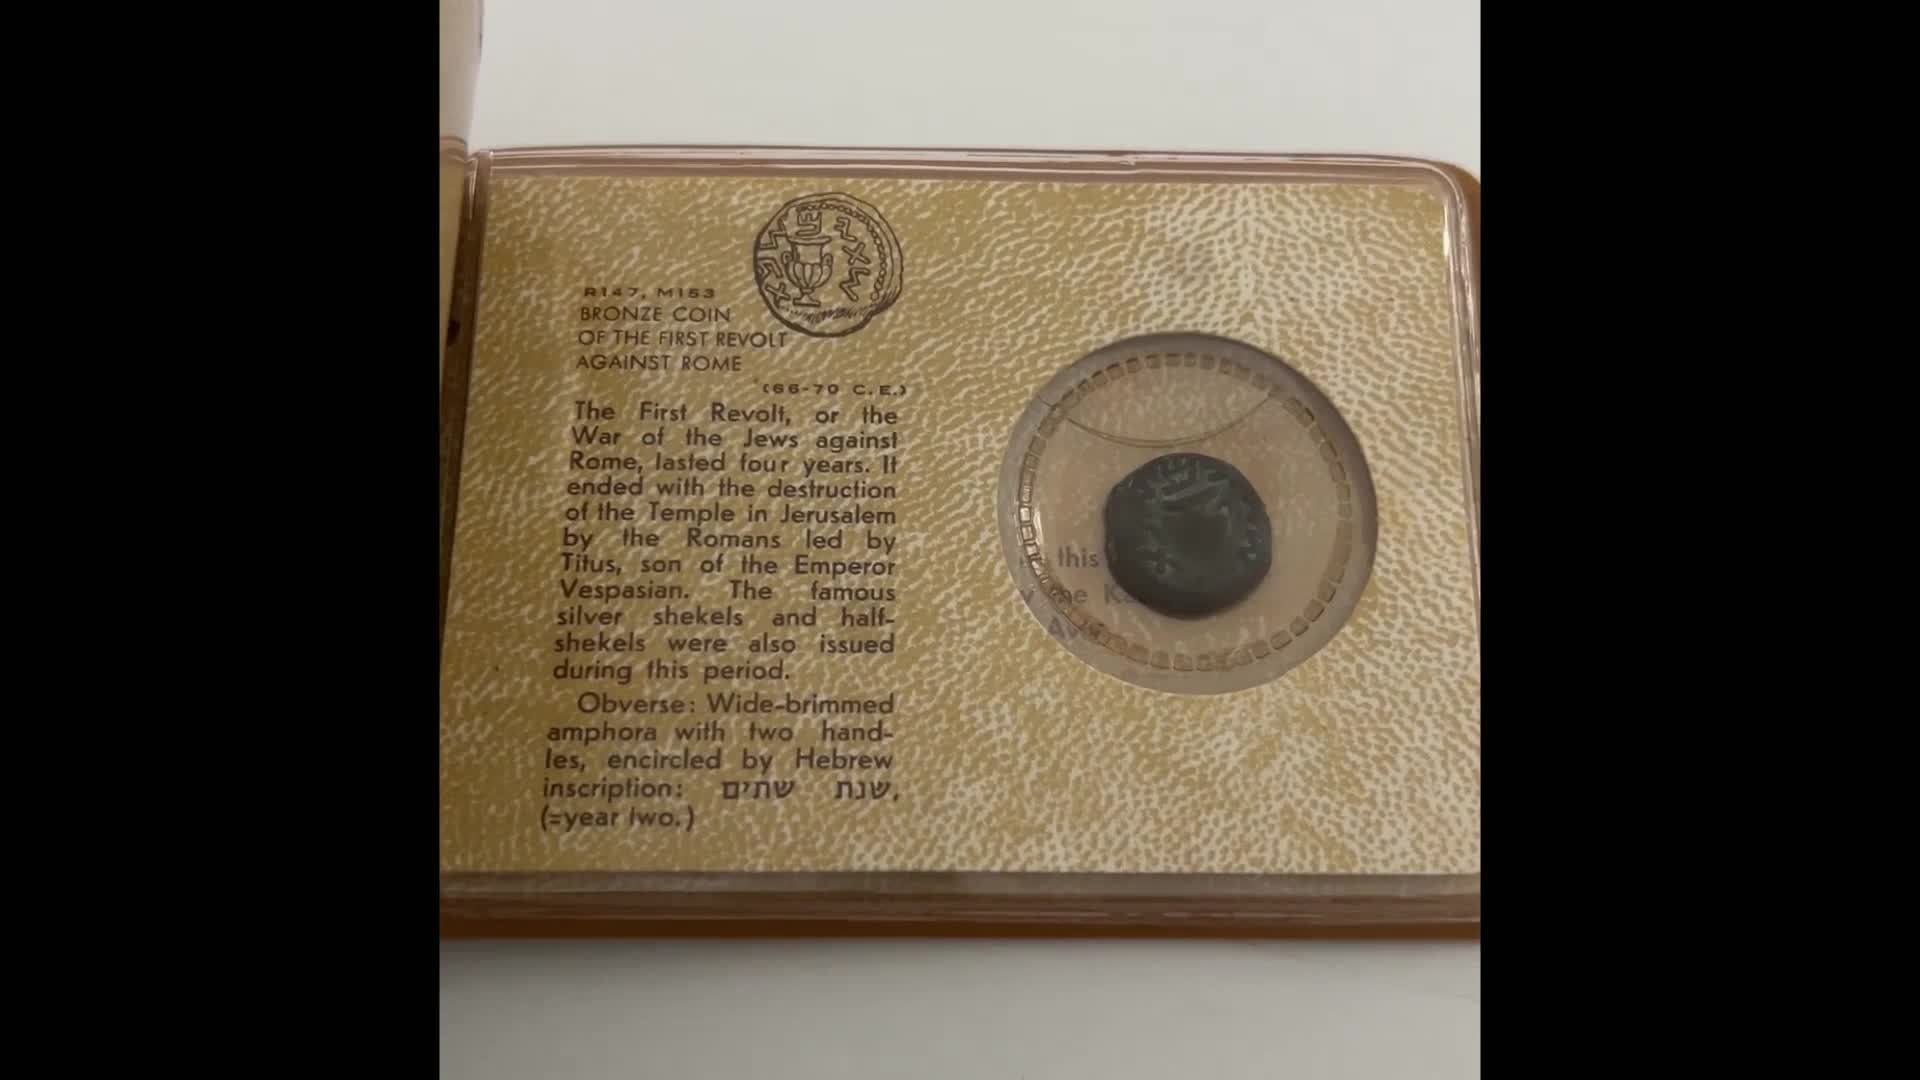 R147, M153
BRONZE COIN
OF THE FIRST REVOLT
AGAINST ROME
(66-70 C.E.)
The First Revolt, or the
War of the Jews against
Rome, lasted four years. It
ended with the destruction
of the Temple in Jerusalem
by the Romans led by
Titus, son of the Emperor
Vespasian. The famous
silver shekels and half-
shekels were also issued
during this period.
Obverse: Wide-brimmed
amphora with two hand-
les, encircled by Hebrew
inscription: שנת שתים,
(=year two.)
this